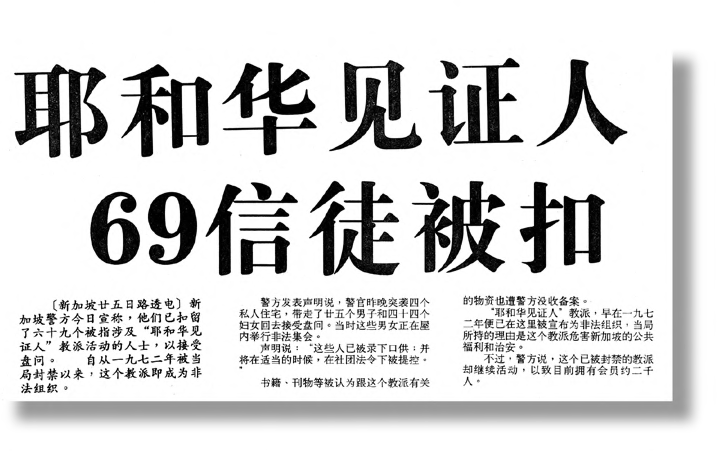 耶和华见证人
69信徒被扣
〔新加坡廿五日路透电〕新
加坡警方今日宣称，他们已扣留
了六十九个被指涉及“耶和华见
证人”教派活动的人士，以接受
盘问。　自从一九七二年被当
局封禁以来，这个教派即成为非
法组织。
警方发表声明说，警官昨晚突袭四个
私人住宅，带走了廿五个男子和四十四个
妇女回去接受盘问。当时这些男女正在屋
内举行非法集会。
声明说：“这些人已被录下口供；并
将在适当的时候，在社团法令下被提控。
”
书籍、刊物等被认为跟这个教派有关
的物资也遭警方没收备案。
“耶和华见证人”教派，早在一九七
二年便已在这里被宣布为非法组织，当局
所持的理由是这个教派危害新加坡的公共
福利和治安。
不过，警方说，这个已被封禁的教派
却继续活动，以致目前拥有会员约二千
人。